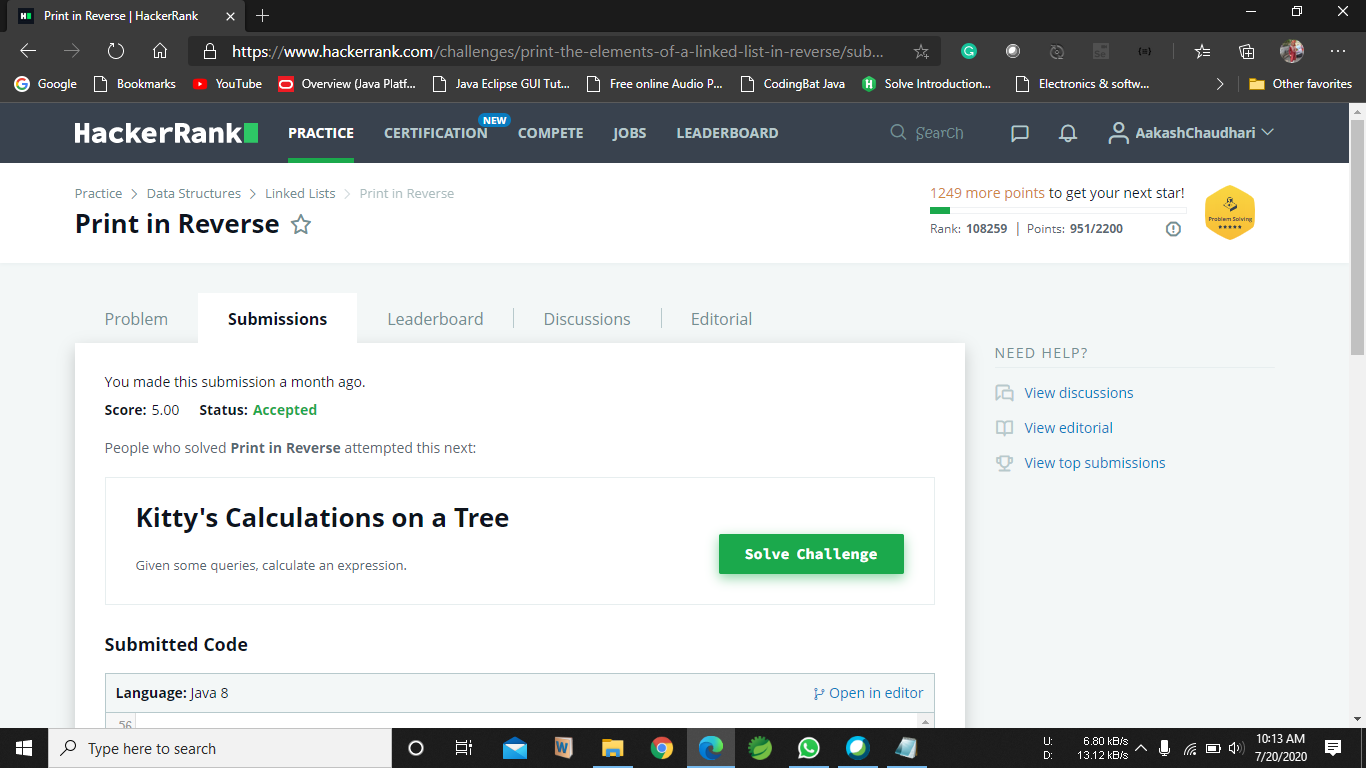 Print in Reverse | HackerRank
https://www.hackerrank.com/challenges/print-the-elements-of-a-linked-list-in-reverse/sub...
Google Bookmarks YouTube Overview (Java Platf... Java Eclipse GUI Tut... Free online Audio P... CodingBat Java Solve Introduction... Electronics & softw... Other favorites
HackerRank PRACTICE CERTIFICATION NEW COMPETE JOBS LEADERBOARD Search AakashChaudhari
Practice > Data Structures > Linked Lists > Print in Reverse
Print in Reverse
1249 more points to get your next star!
Rank: 108259 | Points: 951/2200
Problem Solving
Problem Submissions Leaderboard Discussions Editorial
You made this submission a month ago.
Score: 5.00 Status: Accepted
People who solved Print in Reverse attempted this next:
Kitty's Calculations on a Tree
Given some queries, calculate an expression.
Solve Challenge
Submitted Code
Language: Java 8 Open in editor
56
NEED HELP?
View discussions
View editorial
View top submissions
Type here to search
U: 6.80 kB/s
D: 13.12 kB/s
10:13 AM
7/20/2020